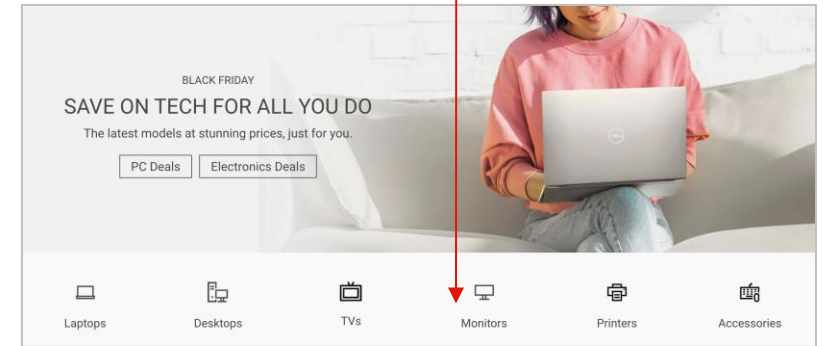 BLACK FRIDAY
SAVE ON TECH FOR ALL YOU DO
The latest models at stunning prices, just for you.
PC Deals Electronics Deals
DELL
Laptops Desktops TVs Monitors Printers Accessories